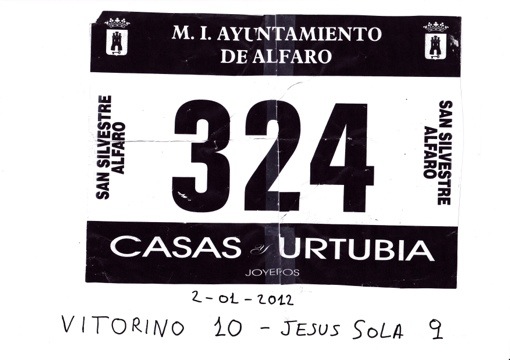 M. I. AYUNTAMIENTO
DE ALFARO
SAN SILVESTRE
ALFARO
324
SAN SILVESTRE
ALFARO
CASAS y URTUBIA
JOYEROS
2-01-2012
VITORINO 10 - JESUS SOLA 9